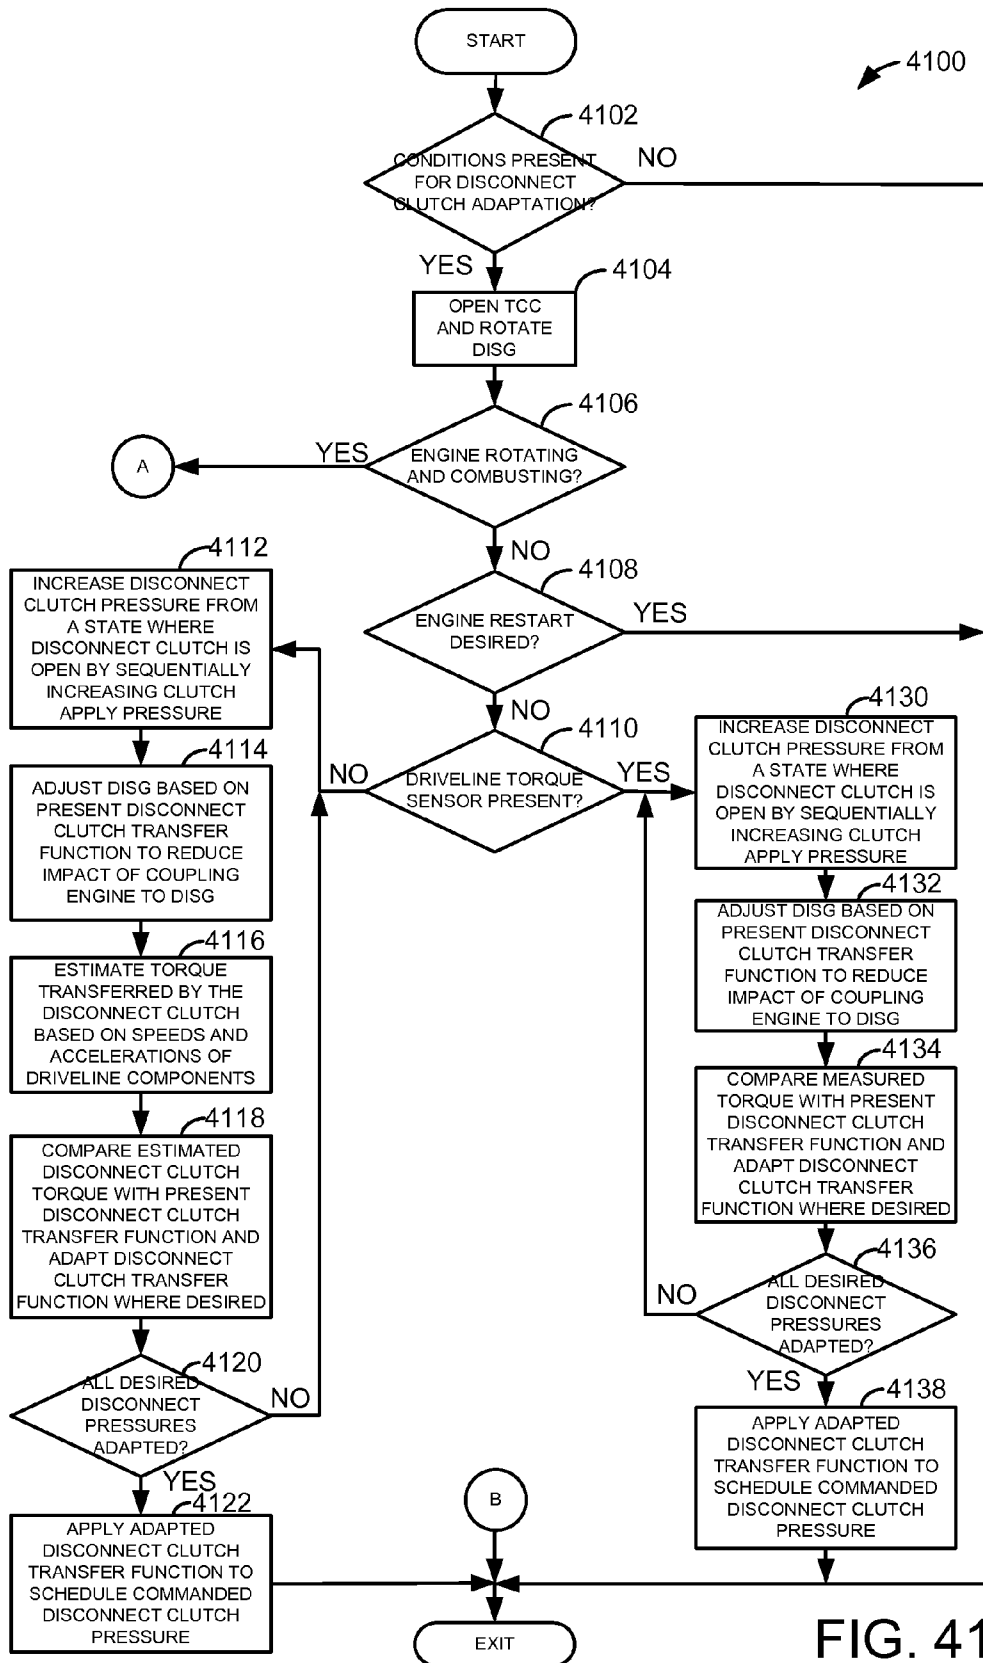 START
4100
4102
CONDITIONS PRESENT
FOR DISCONNECT
CLUTCH ADAPTATION?
NO
YES
4104
OPEN TCC
AND ROTATE
DISG
4106
YES
ENGINE ROTATING
AND COMBUSTING?
A
NO
4108
ENGINE RESTART
DESIRED?
YES
NO
4110
DRIVELINE TORQUE
SENSOR PRESENT?
NO
YES
4112
INCREASE DISCONNECT
CLUTCH PRESSURE FROM
A STATE WHERE
DISCONNECT CLUTCH IS
OPEN BY SEQUENTIALLY
INCREASING CLUTCH
APPLY PRESSURE
4114
ADJUST DISG BASED ON
PRESENT DISCONNECT
CLUTCH TRANSFER
FUNCTION TO REDUCE
IMPACT OF COUPLING
ENGINE TO DISG
4116
ESTIMATE TORQUE
TRANSFERRED BY THE
DISCONNECT CLUTCH
BASED ON SPEEDS AND
ACCELERATIONS OF
DRIVELINE COMPONENTS
4118
COMPARE ESTIMATED
DISCONNECT CLUTCH
TORQUE WITH PRESENT
DISCONNECT CLUTCH
TRANSFER FUNCTION AND
ADAPT DISCONNECT
CLUTCH TRANSFER
FUNCTION WHERE DESIRED
4120
ALL DESIRED
DISCONNECT
PRESSURES
ADAPTED?
NO
YES
4122
APPLY ADAPTED
DISCONNECT CLUTCH
TRANSFER FUNCTION TO
SCHEDULE COMMANDED
DISCONNECT CLUTCH
PRESSURE
4130
INCREASE DISCONNECT
CLUTCH PRESSURE FROM
A STATE WHERE
DISCONNECT CLUTCH IS
OPEN BY SEQUENTIALLY
INCREASING CLUTCH
APPLY PRESSURE
4132
ADJUST DISG BASED ON
PRESENT DISCONNECT
CLUTCH TRANSFER
FUNCTION TO REDUCE
IMPACT OF COUPLING
ENGINE TO DISG
4134
COMPARE MEASURED
TORQUE WITH PRESENT
DISCONNECT CLUTCH
TRANSFER FUNCTION AND
ADAPT DISCONNECT
CLUTCH TRANSFER
FUNCTION WHERE DESIRED
4136
ALL DESIRED
DISCONNECT
PRESSURES
ADAPTED?
NO
YES
4138
APPLY ADAPTED
DISCONNECT CLUTCH
TRANSFER FUNCTION TO
SCHEDULE COMMANDED
DISCONNECT CLUTCH
PRESSURE
B
EXIT
FIG. 41